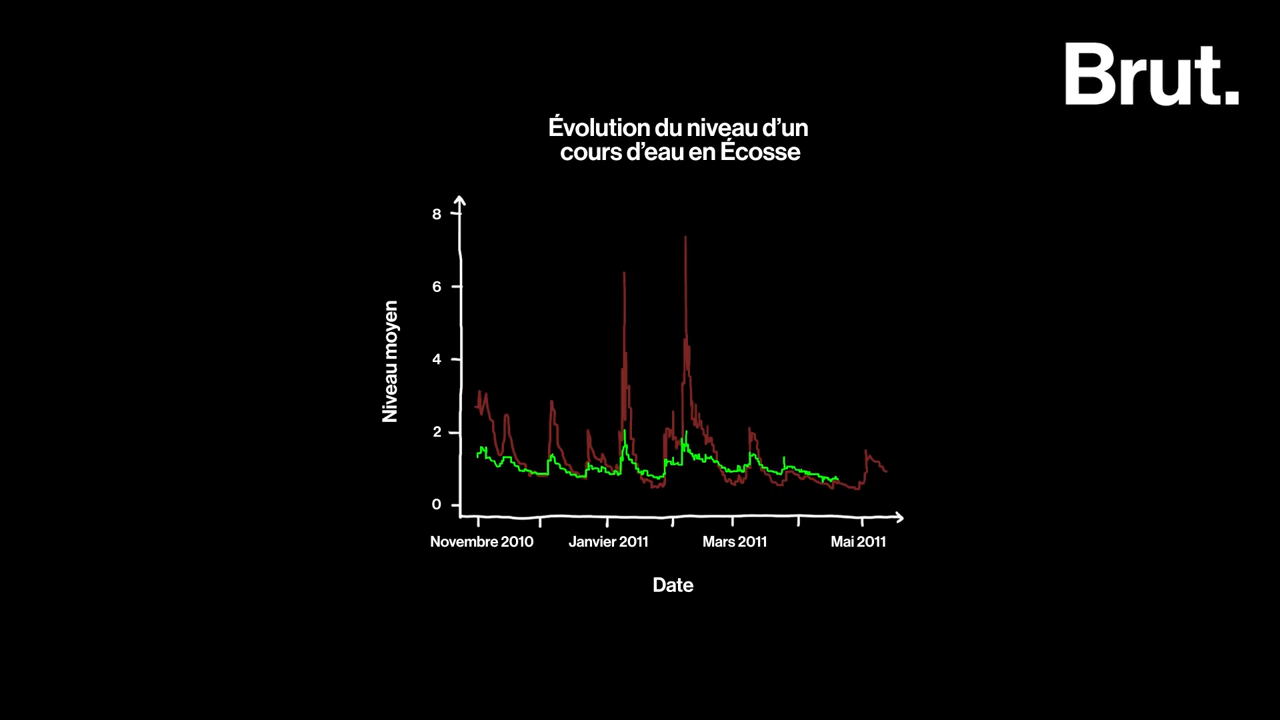 Brut.
Évolution du niveau d’un
cours d’eau en Écosse
8
6
4
2
0
Niveau moyen
Novembre 2010
Janvier 2011
Mars 2011
Mai 2011
Date